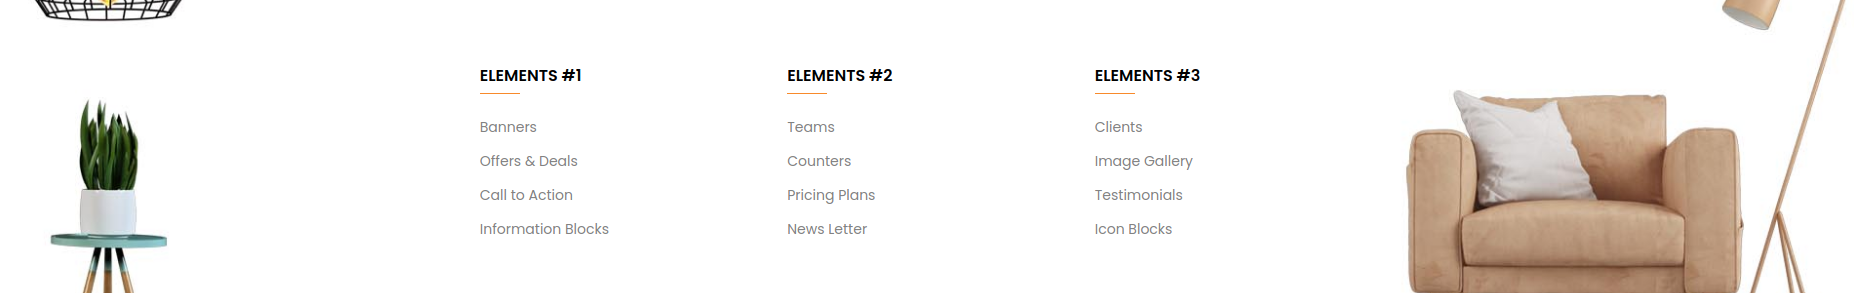 ELEMENTS #1
Banners
Offers & Deals
Call to Action
Information Blocks
ELEMENTS #2
Teams
Counters
Pricing Plans
News Letter
ELEMENTS #3
Clients
Image Gallery
Testimonials
Icon Blocks